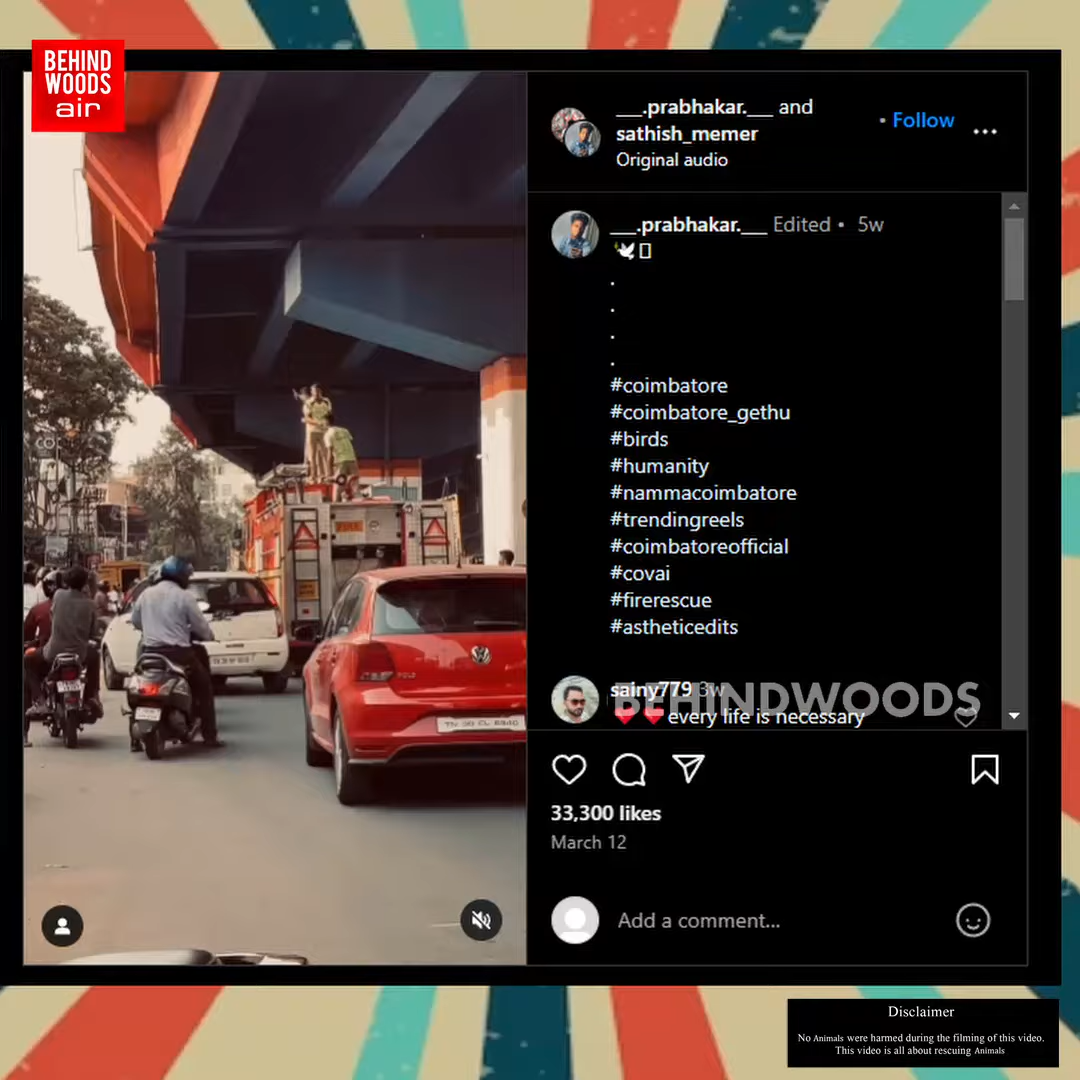 BEHIND
WOODS
air
___.prabhakar.___ and
sathish_memer
Original audio
• Follow
___.prabhakar.___ Edited • 5w
.
.
.
.
#coimbatore
#coimbatore_gethu
#birds
#humanity
#nammacoimbatore
#trendingreels
#coimbatoreofficial
#covai
#firerescue
#astheticedits
sainy779 3w
BEHINDWOODS
every life is necessary
33,300 likes
March 12
Add a comment...
FIRE
Disclaimer
No Animals were harmed during the filming of this video.
This video is all about rescuing Animals